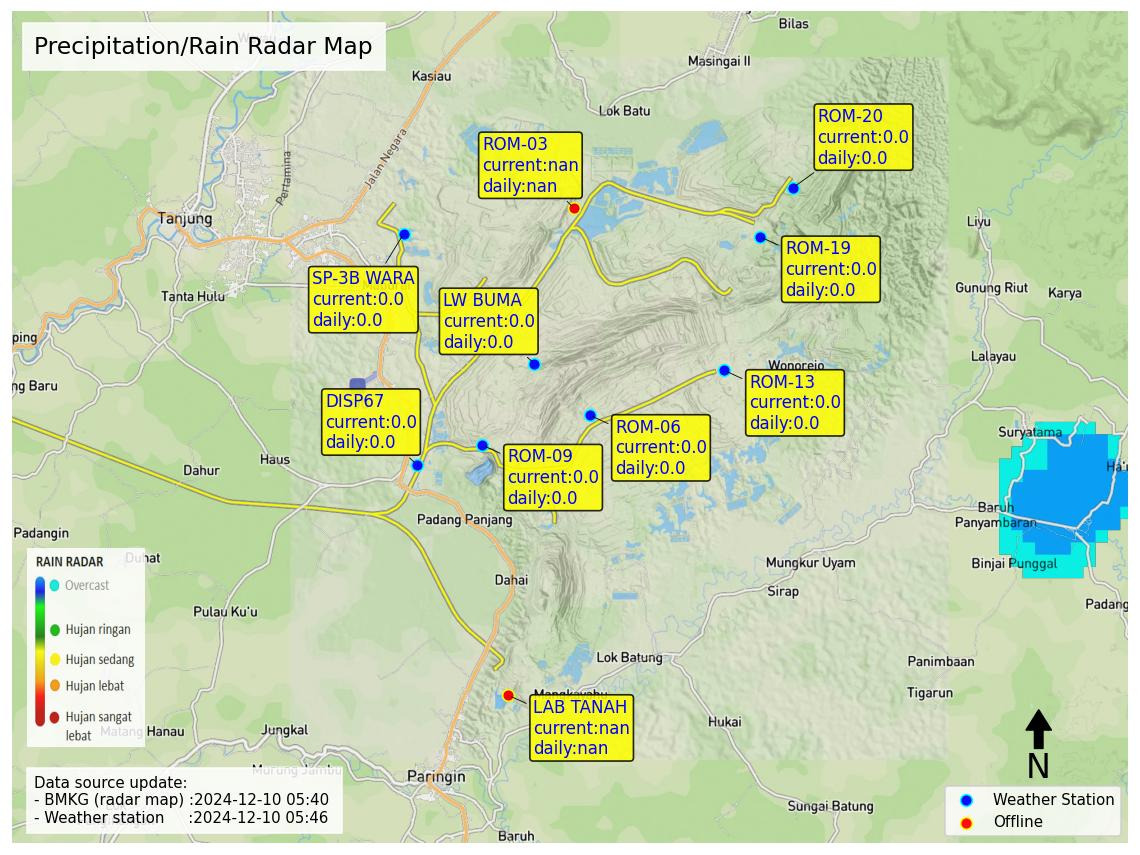 Precipitation/Rain Radar Map
Bilas
Masingai II
Kasiau
Lok Batu
Jalan Negara
Pertamina
Tanjung
Tanta Hulu
ROM-03
current:nan
daily:nan
ROM-20
current:0.0
daily:0.0
ROM-19
current:0.0
daily:0.0
SP-3B WARA
current:0.0
daily:0.0
LW BUMA
current:0.0
daily:0.0
Liyu
Gunung Riut
Karya
Lalayau
ping
ng Baru
Wonorejo
ROM-13
current:0.0
daily:0.0
DISP67
current:0.0
daily:0.0
ROM-06
current:0.0
daily:0.0
ROM-09
current:0.0
daily:0.0
Suryatama
Ha'u
Haus
Dahur
Baruh
Panyambaran
Padang Panjang
Padangin
Duhat
Binjai Punggal
Mungkur Uyam
Dahai
Sirap
Padang
Pulau Ku'u
RAIN RADAR
Overcast
Hujan ringan
Hujan sedang
Hujan lebat
Hujan sangat
lebat
Lok Batung
Panimbaan
Tigarun
Mangkayahu
LAB TANAH
current:nan
daily:nan
Hukai
Matang Hanau
Jungkal
Murung Jambu
Paringin
Sungai Batung
Baruh
Data source update:
- BMKG (radar map) :2024-12-10 05:40
- Weather station :2024-12-10 05:46
N
Weather Station
Offline